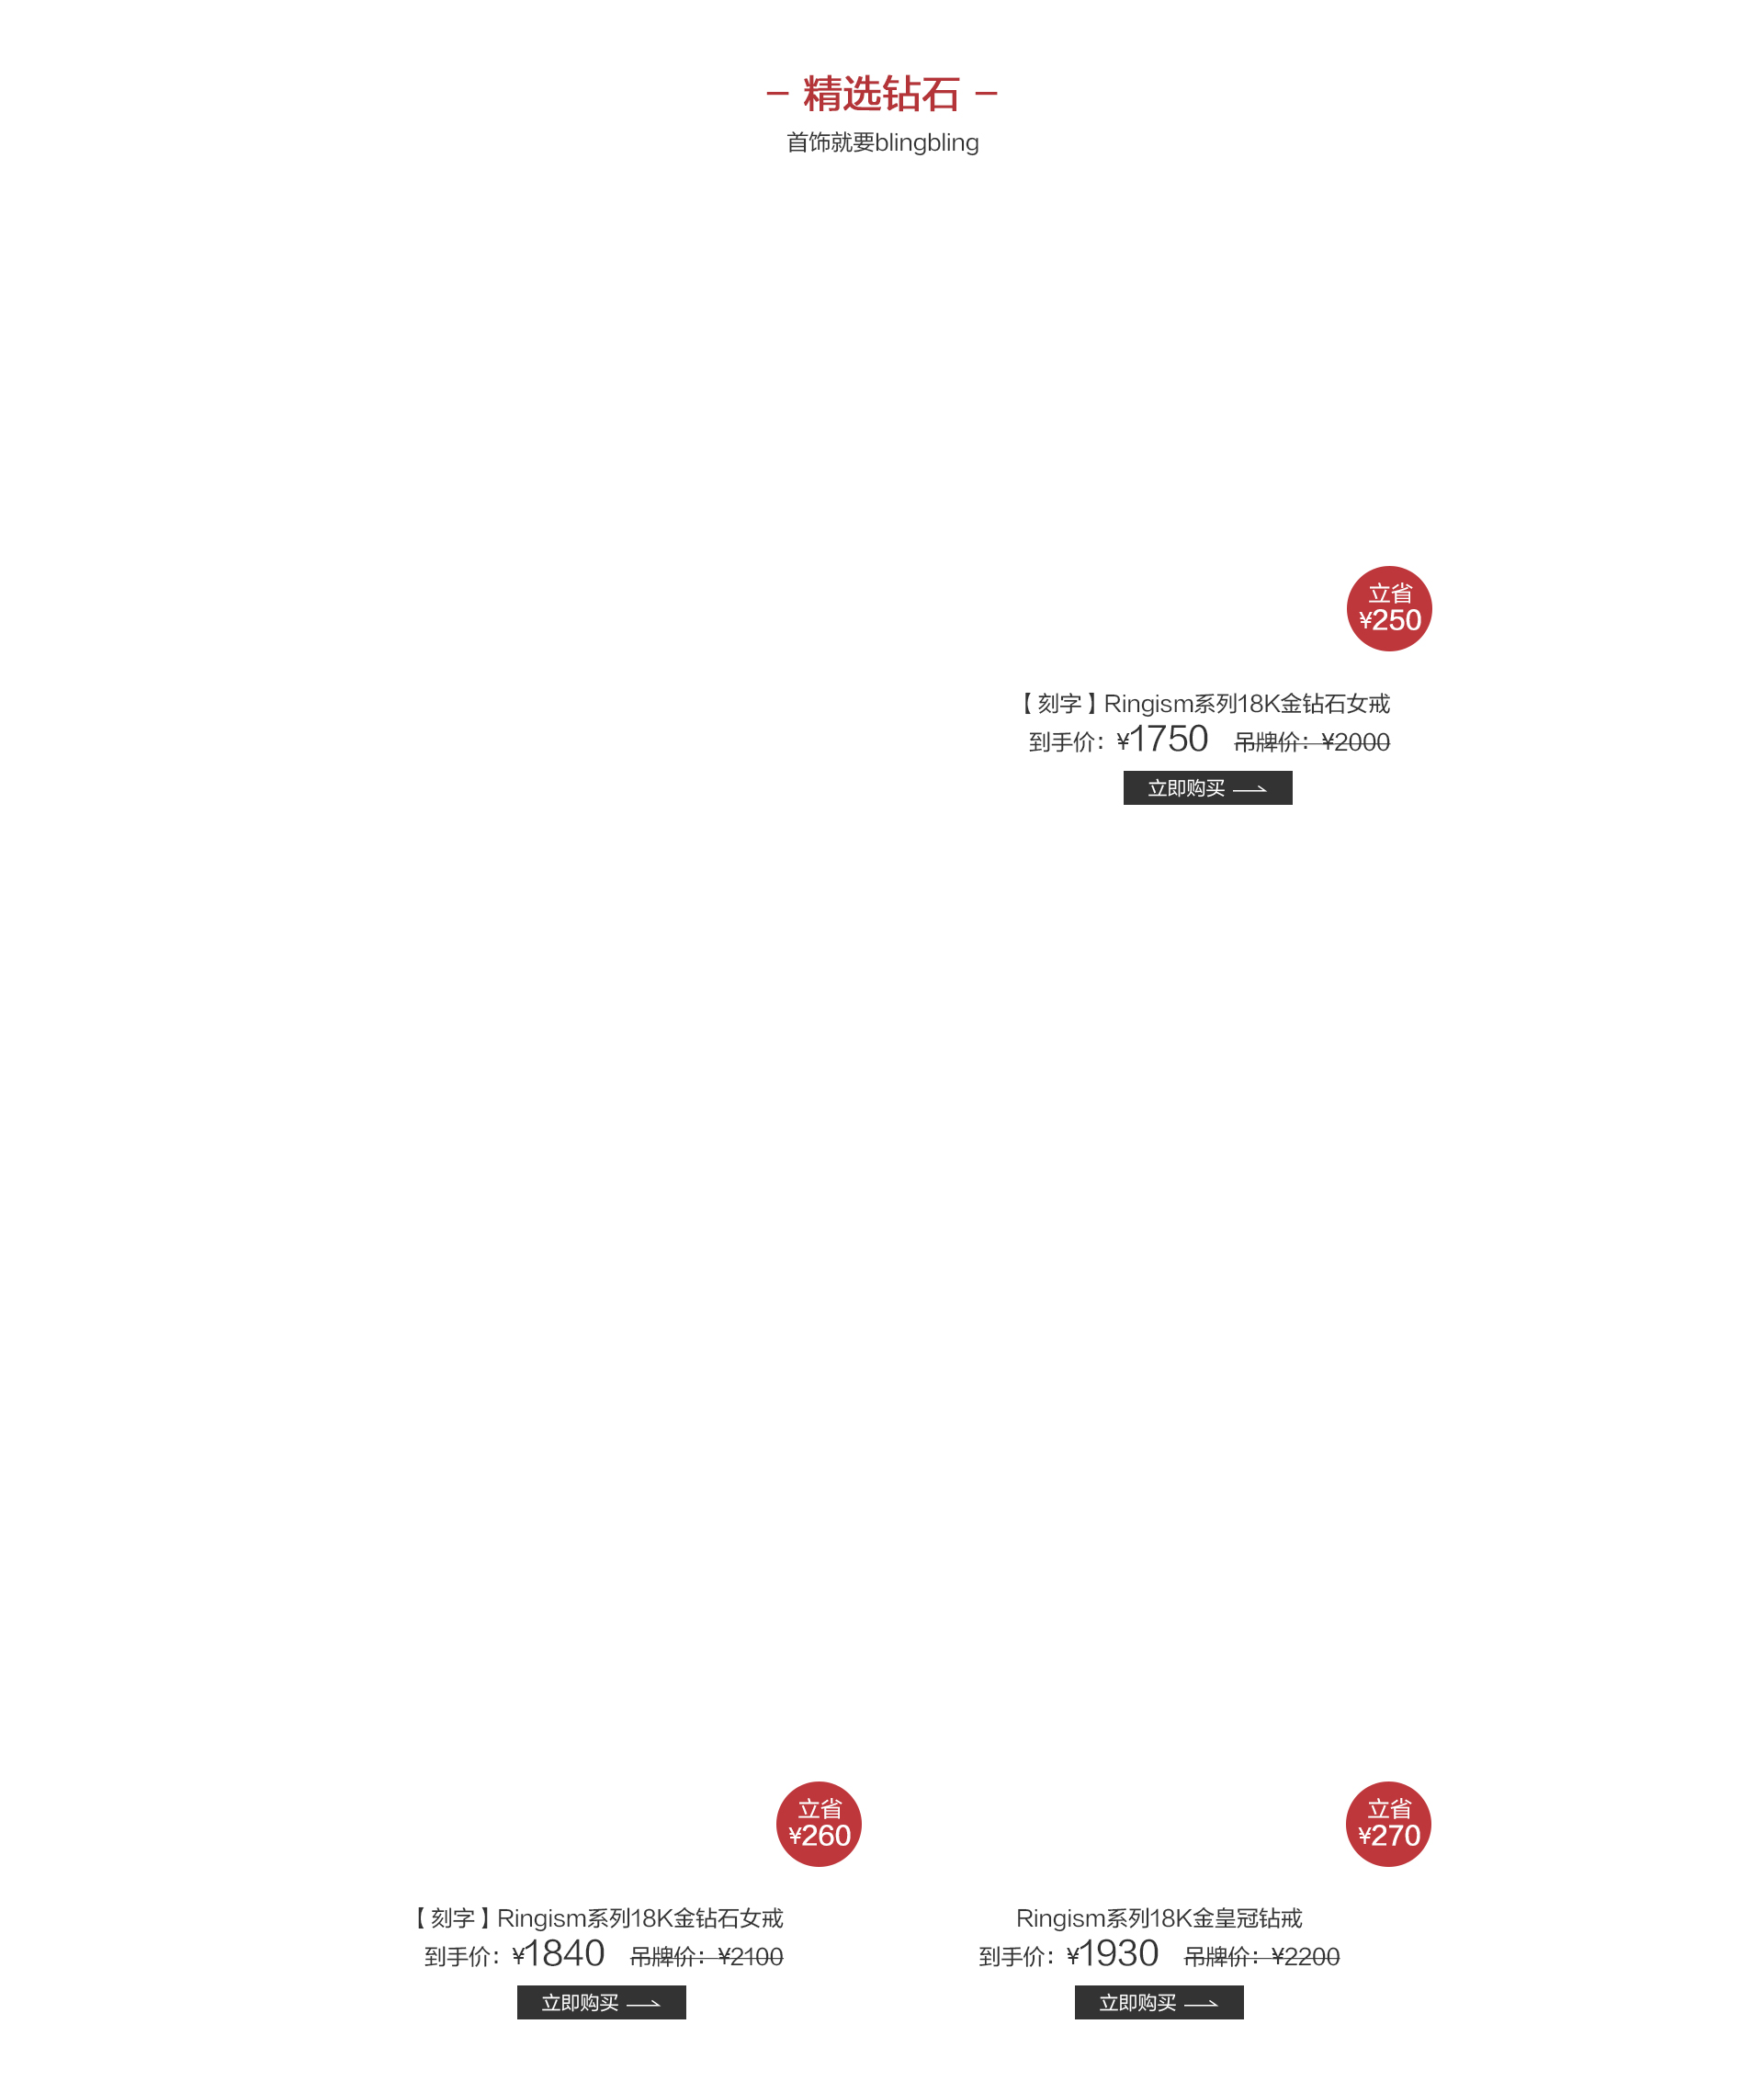 – 精选钻石 –
首饰就要blingbling
立省
¥250
【刻字】Ringism系列18K金钻石女戒
到手价：¥1750 吊牌价：¥2000
立即购买
立省
¥260
【刻字】Ringism系列18K金钻石女戒
到手价：¥1840 吊牌价：¥2100
立即购买
立省
¥270
Ringism系列18K金皇冠钻戒
到手价：¥1930 吊牌价：¥2200
立即购买